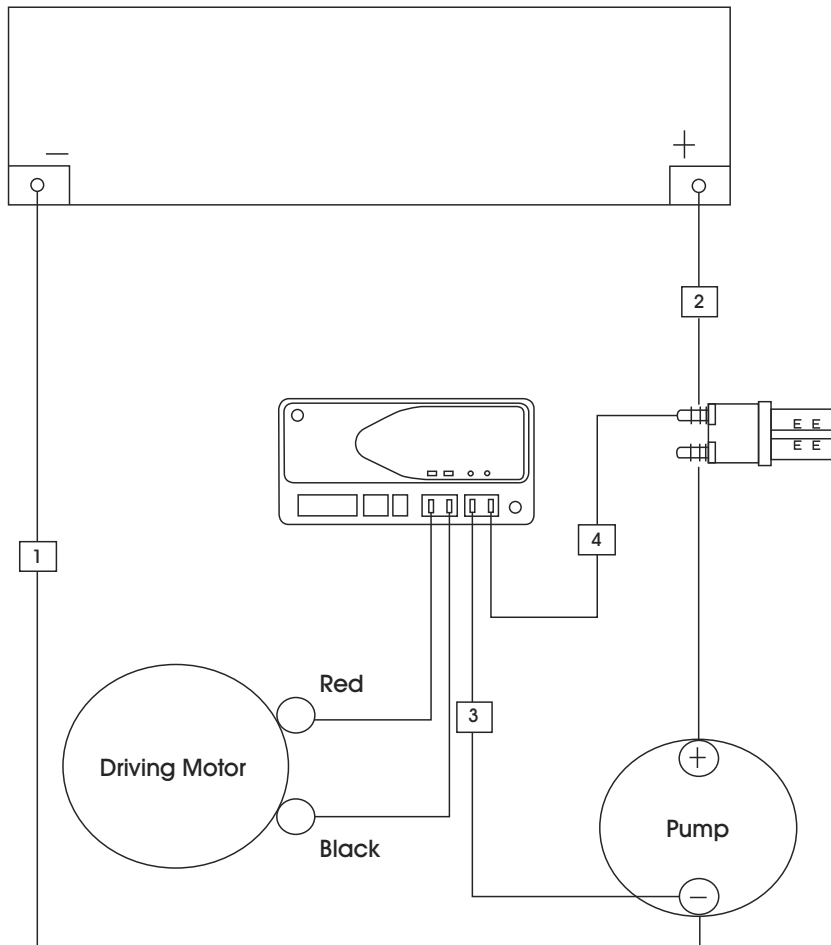 —
+
2
E E
E E
1
4
Red
3
Driving Motor
+
Pump
Black
—